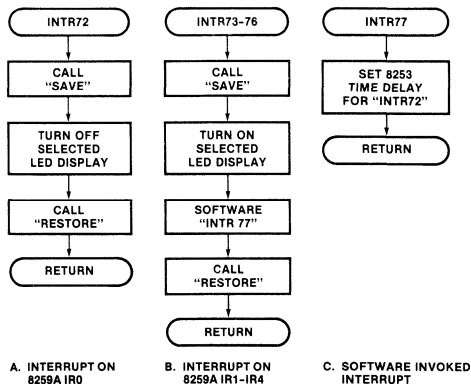 INTR72
CALL
"SAVE"
TURN OFF
SELECTED
LED DISPLAY
CALL
"RESTORE"
RETURN
A. INTERRUPT ON
8259A IR0
INTR73-76
CALL
"SAVE"
TURN ON
SELECTED
LED DISPLAY
SOFTWARE
"INTR 77"
CALL
"RESTORE"
RETURN
B. INTERRUPT ON
8259A IR1-IR4
INTR77
SET 8253
TIME DELAY
FOR "INTR72"
RETURN
C. SOFTWARE INVOKED
INTERRUPT